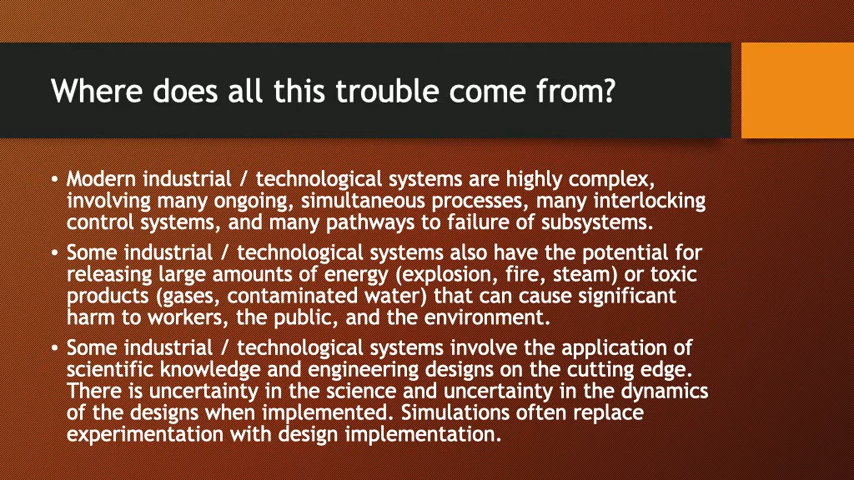 Where does all this trouble come from?
• Modern industrial / technological systems are highly complex,
involving many ongoing, simultaneous processes, many interlocking
control systems, and many pathways to failure of subsystems.
• Some industrial / technological systems also have the potential for
releasing large amounts of energy (explosion, fire, steam) or toxic
products (gases, contaminated water) that can cause significant
harm to workers, the public, and the environment.
• Some industrial / technological systems involve the application of
scientific knowledge and engineering designs on the cutting edge.
There is uncertainty in the science and uncertainty in the dynamics
of the designs when implemented. Simulations often replace
experimentation with design implementation.